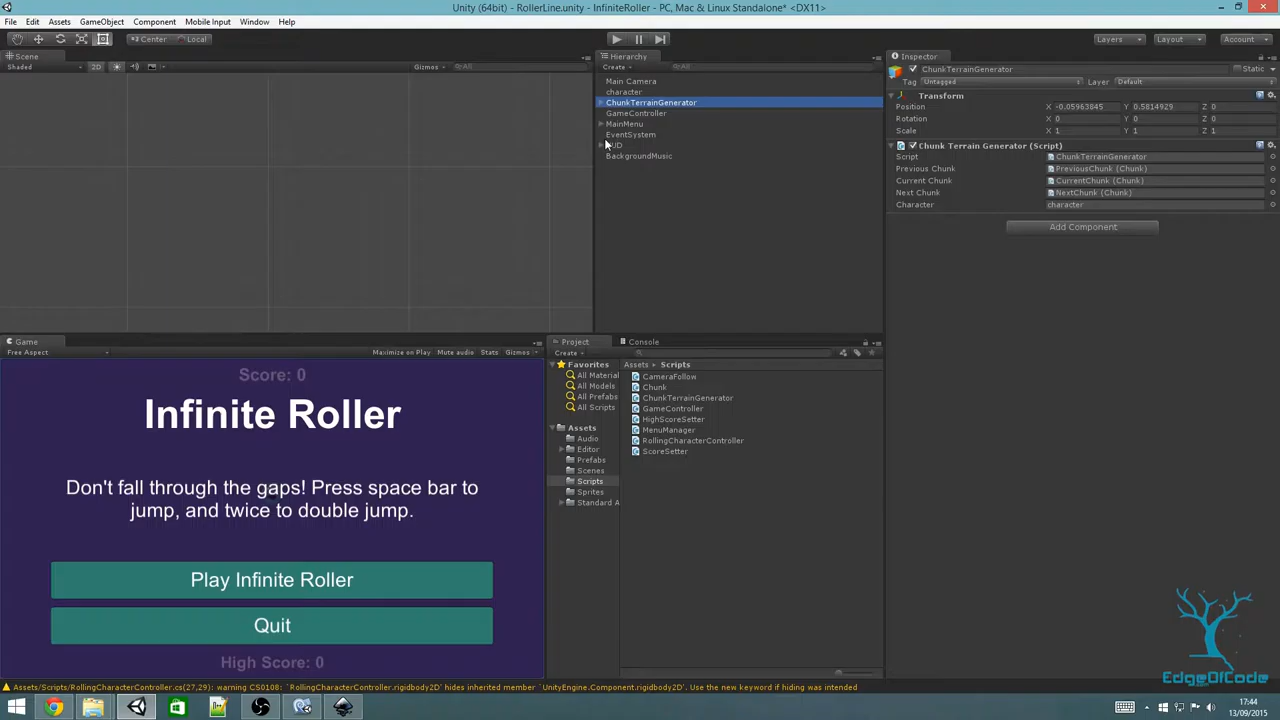 Unity (64bit) - RollerLine.unity - InfiniteRoller - PC, Mac & Linux Standalone* <DX11>
File Edit Assets GameObject Component Mobile Input Window Help
Center Local
Layers Layout Account
Scene
Shaded 2D Gizmos All
Hierarchy
Create All
Main Camera
character
ChunkTerrainGenerator
GameController
MainMenu
EventSystem
UD
BackgroundMusic
Inspector
ChunkTerrainGenerator Static
Tag Untagged Layer Default
Transform
Position X -0.05963845 Y 0.5814929 Z 0
Rotation X 0 Y 0 Z 0
Scale X 1 Y 1 Z 1
Chunk Terrain Generator (Script)
Script ChunkTerrainGenerator
Previous Chunk PreviousChunk (Chunk)
Current Chunk CurrentChunk (Chunk)
Next Chunk NextChunk (Chunk)
Character character
Add Component
Game
Free Aspect Maximize on Play Mute audio Stats Gizmos
Score: 0
Infinite Roller
Don't fall through the gaps! Press space bar to
jump, and twice to double jump.
Play Infinite Roller
Quit
High Score: 0
Project Console
Create
Favorites
All Material
All Models
All Prefabs
All Scripts
Assets
Audio
Editor
Prefabs
Scenes
Scripts
Sprites
Standard A
Assets Scripts
CameraFollow
Chunk
ChunkTerrainGenerator
GameController
HighScoreSetter
MenuManager
RollingCharacterController
ScoreSetter
EdgeOfCode
Assets/Scripts/RollingCharacterController.cs(27,29): warning CS0108: `RollingCharacterController.rigidbody2D' hides inherited member `UnityEngine.Component.rigidbody2D'. Use the new keyword if hiding was intended
17:44
13/09/2015